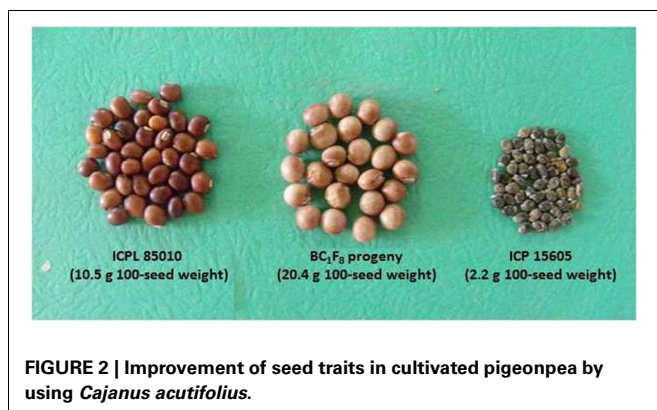 ICPL 85010
(10.5 g 100-seed weight)
BC₁F₈ progeny
(20.4 g 100-seed weight)
ICP 15605
(2.2 g 100-seed weight)
FIGURE 2 | Improvement of seed traits in cultivated pigeonpea by
using Cajanus acutifolius.